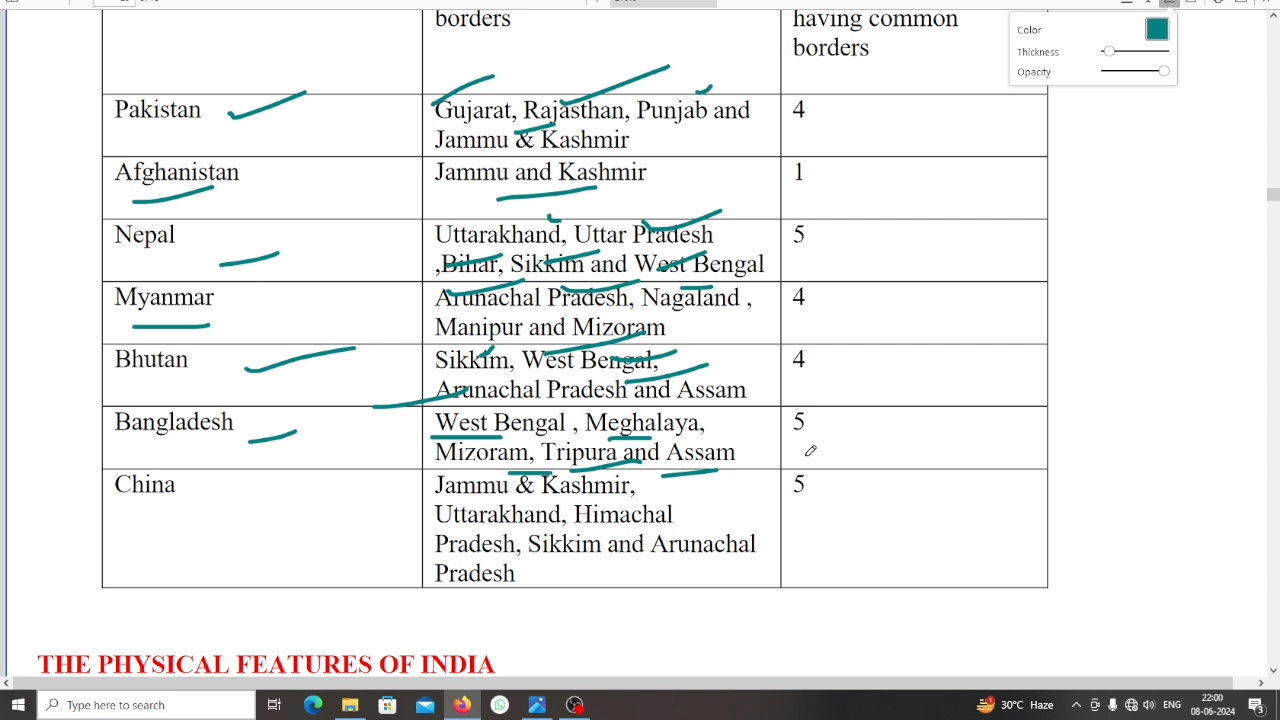 borders
having common
borders
Color
Thickness
Opacity
Pakistan
Gujarat, Rajasthan, Punjab and
Jammu & Kashmir
4
Afghanistan
Jammu and Kashmir
1
Nepal
Uttarakhand, Uttar Pradesh
,Bihar, Sikkim and West Bengal
5
Myanmar
Arunachal Pradesh, Nagaland ,
Manipur and Mizoram
4
Bhutan
Sikkim, West Bengal,
Arunachal Pradesh and Assam
4
Bangladesh
West Bengal , Meghalaya,
Mizoram, Tripura and Assam
5
China
Jammu & Kashmir,
Uttarakhand, Himachal
Pradesh, Sikkim and Arunachal
Pradesh
5
THE PHYSICAL FEATURES OF INDIA
Type here to search
30°C Haze
ENG
22:00
08-06-2024
3